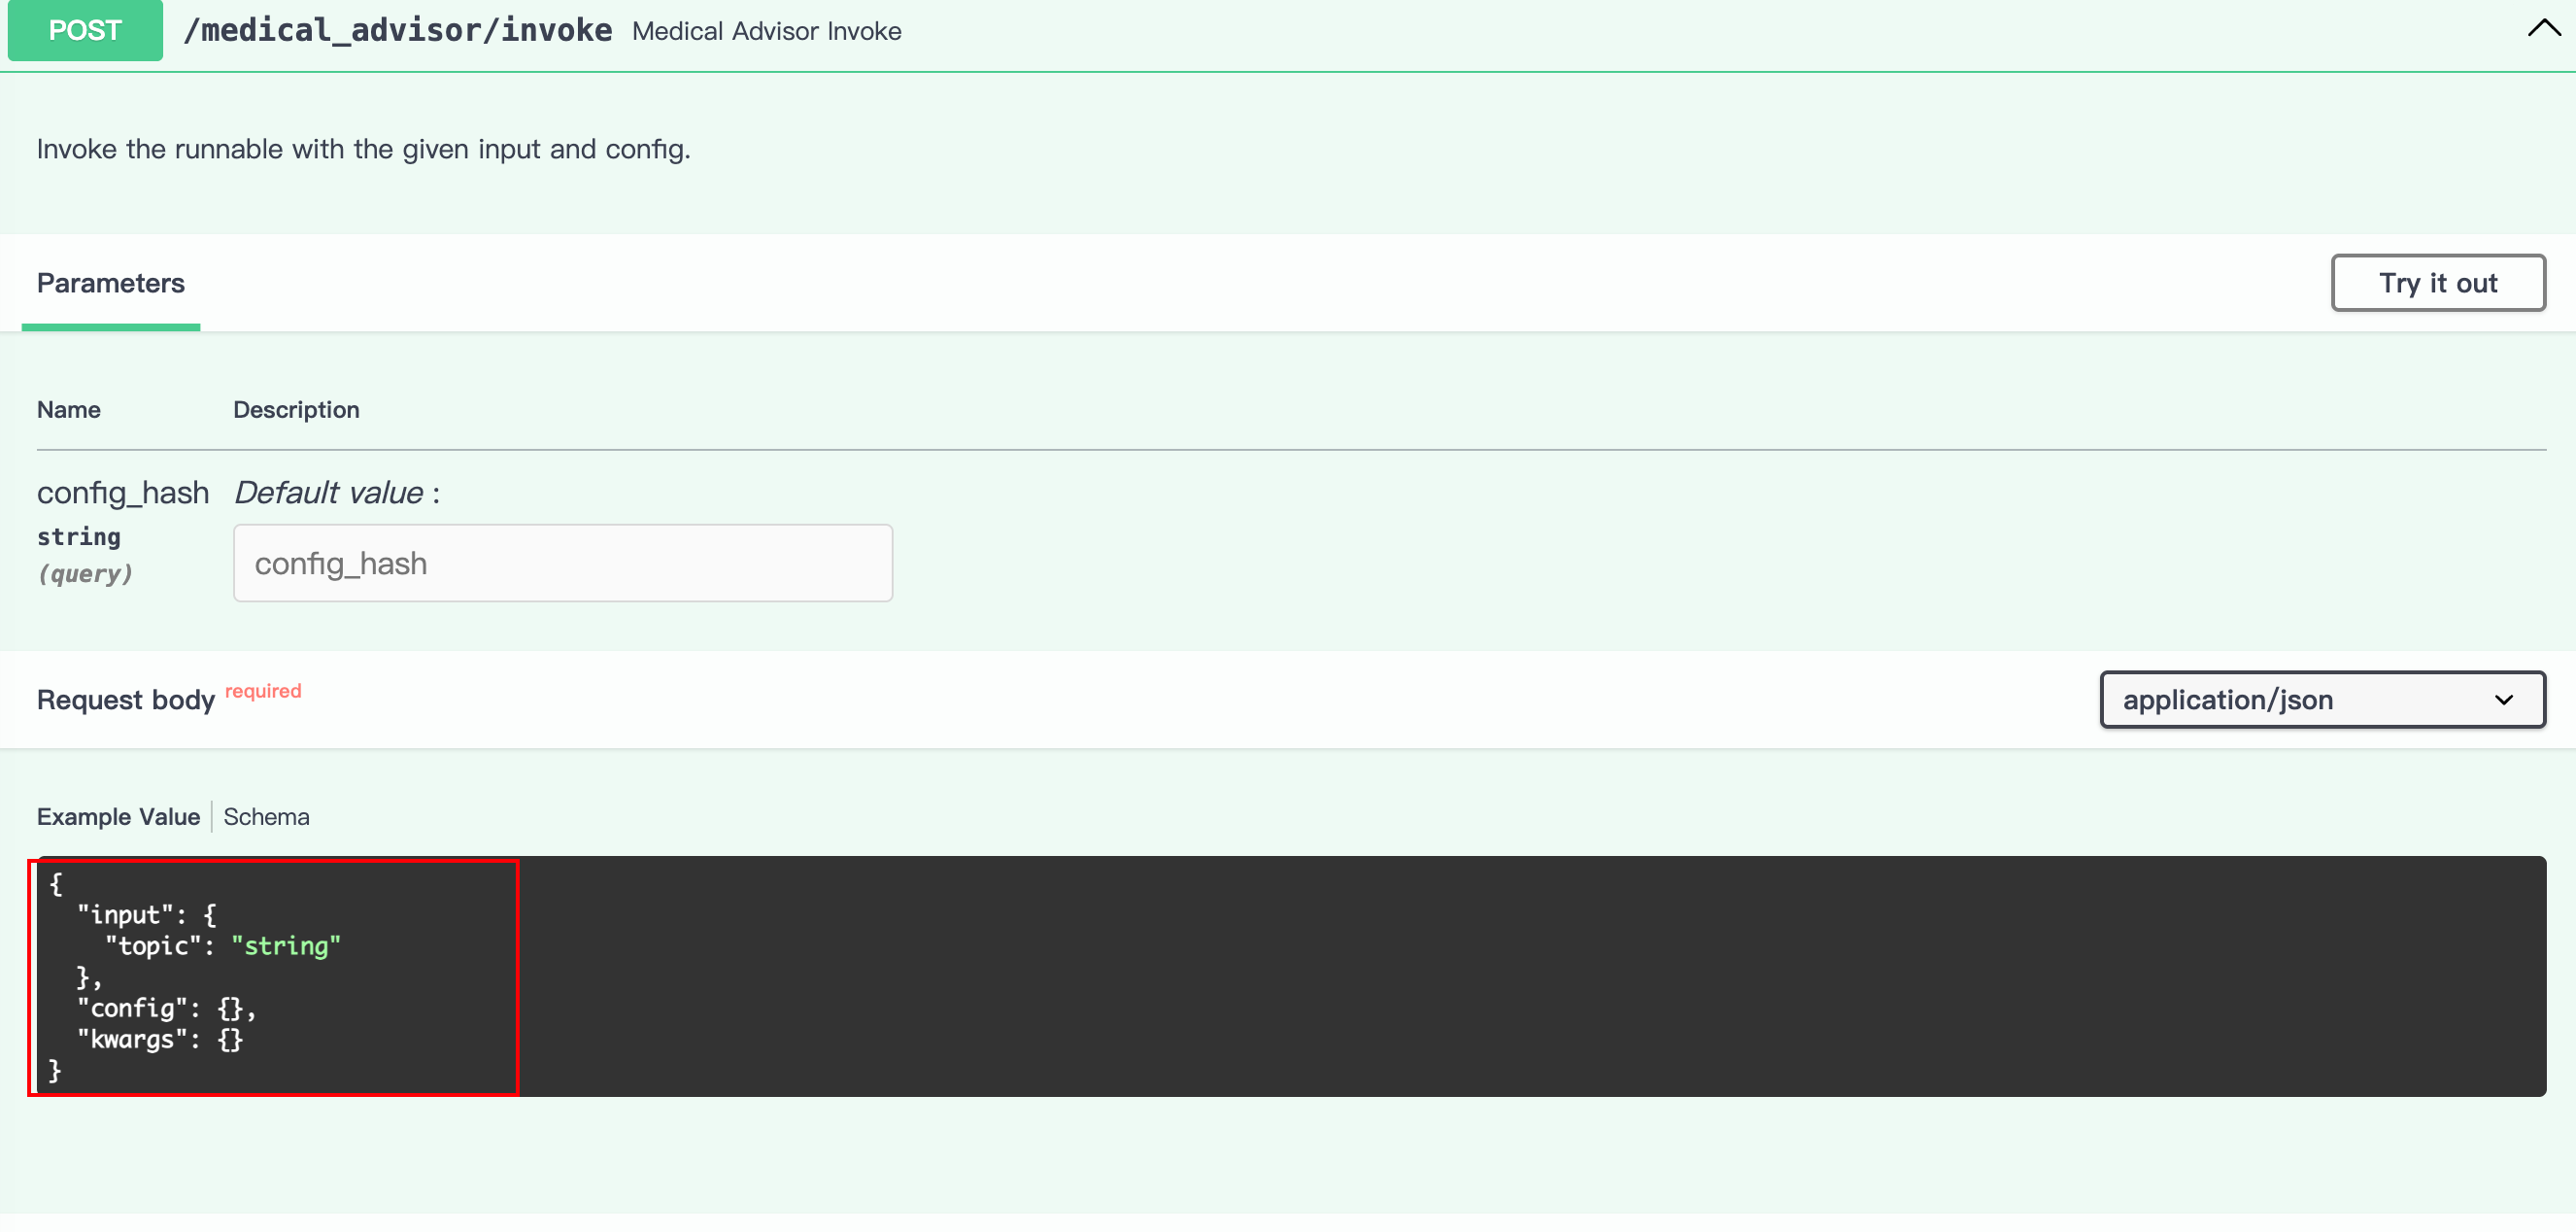 POST /medical_advisor/invoke Medical Advisor Invoke
Invoke the runnable with the given input and config.
Parameters
Try it out
Name Description
config_hash Default value :
string
(query)
config_hash
Request body required
application/json
Example Value Schema
{
  "input": {
    "topic": "string"
  },
  "config": {},
  "kwargs": {}
}